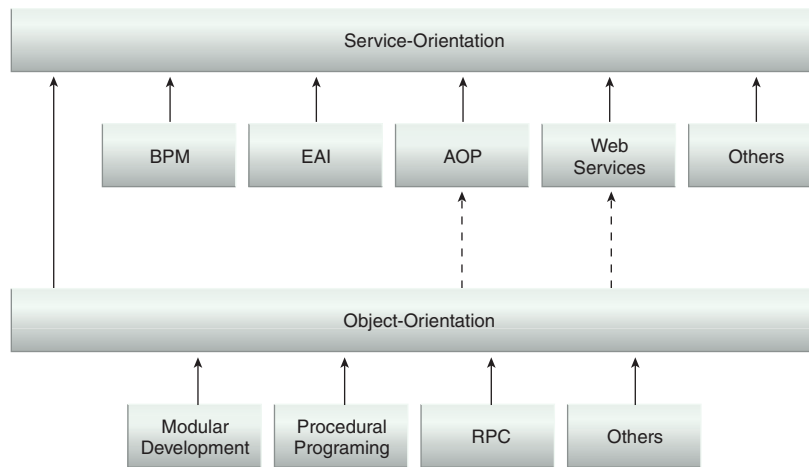 Service-Orientation
BPM
EAI
AOP
Web
Services
Others
Object-Orientation
Modular
Development
Procedural
Programing
RPC
Others